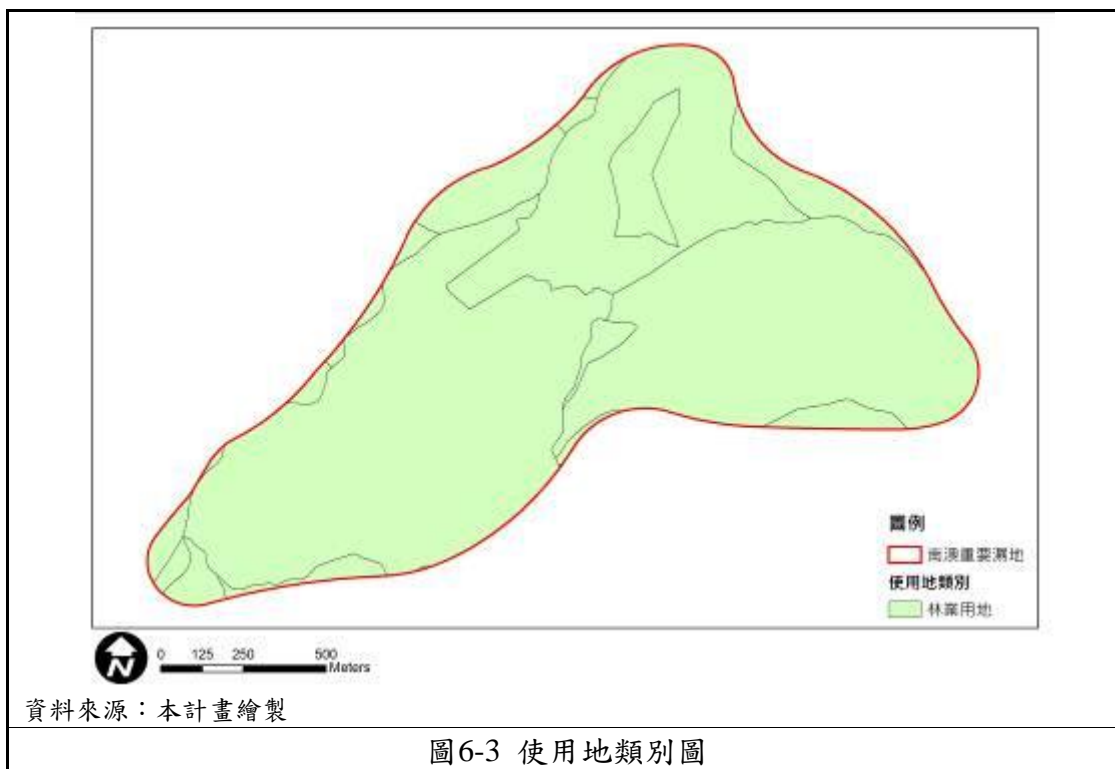 圖例
南澳重要濕地
使用地類別
林業用地
N
0 125 250 500
Meters
資料來源：本計畫繪製
圖6-3 使用地類別圖